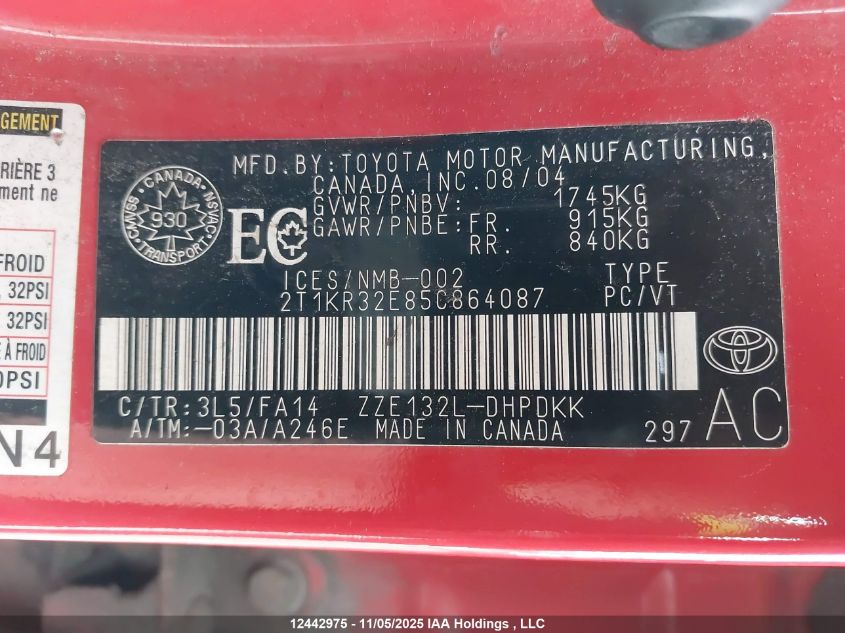 GEMENT
RIÈRE 3
ment ne
FROID
32PSI
32PSI
À FROID
0PSI
N4
CANADA
SSMVAC
NSVAC
930
TRANSPORT
EC
MFD.BY:TOYOTA MOTOR MANUFACTURING,
CANADA,INC.08/04
GVWR/PNBV: 1745KG
GAWR/PNBE:FR. 915KG
RR. 840KG
ICES/NMB-002 TYPE
2T1KR32E85C864087 PC/VT
C/TR:3L5/FA14 ZZE132L-DHPDKK
A/TM:-03A/A246E MADE IN CANADA 297 AC
12442975 - 11/05/2025 IAA Holdings , LLC